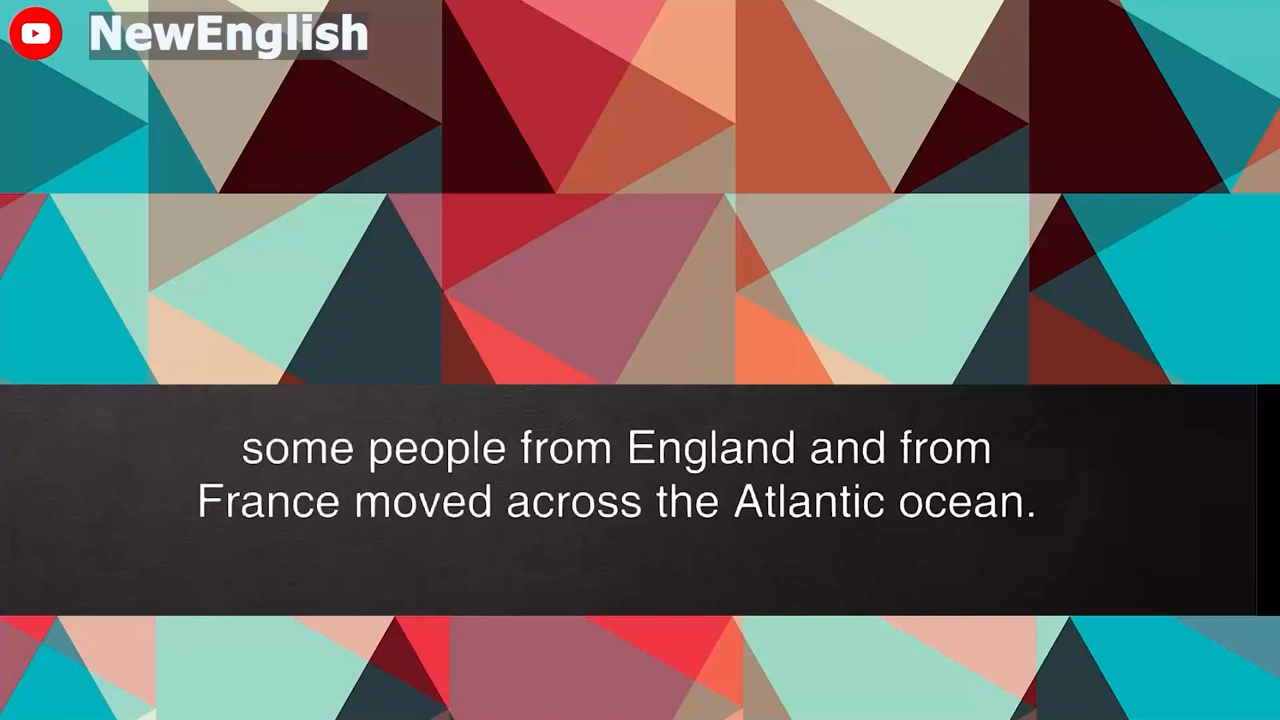 NewEnglish
some people from England and from
France moved across the Atlantic ocean.